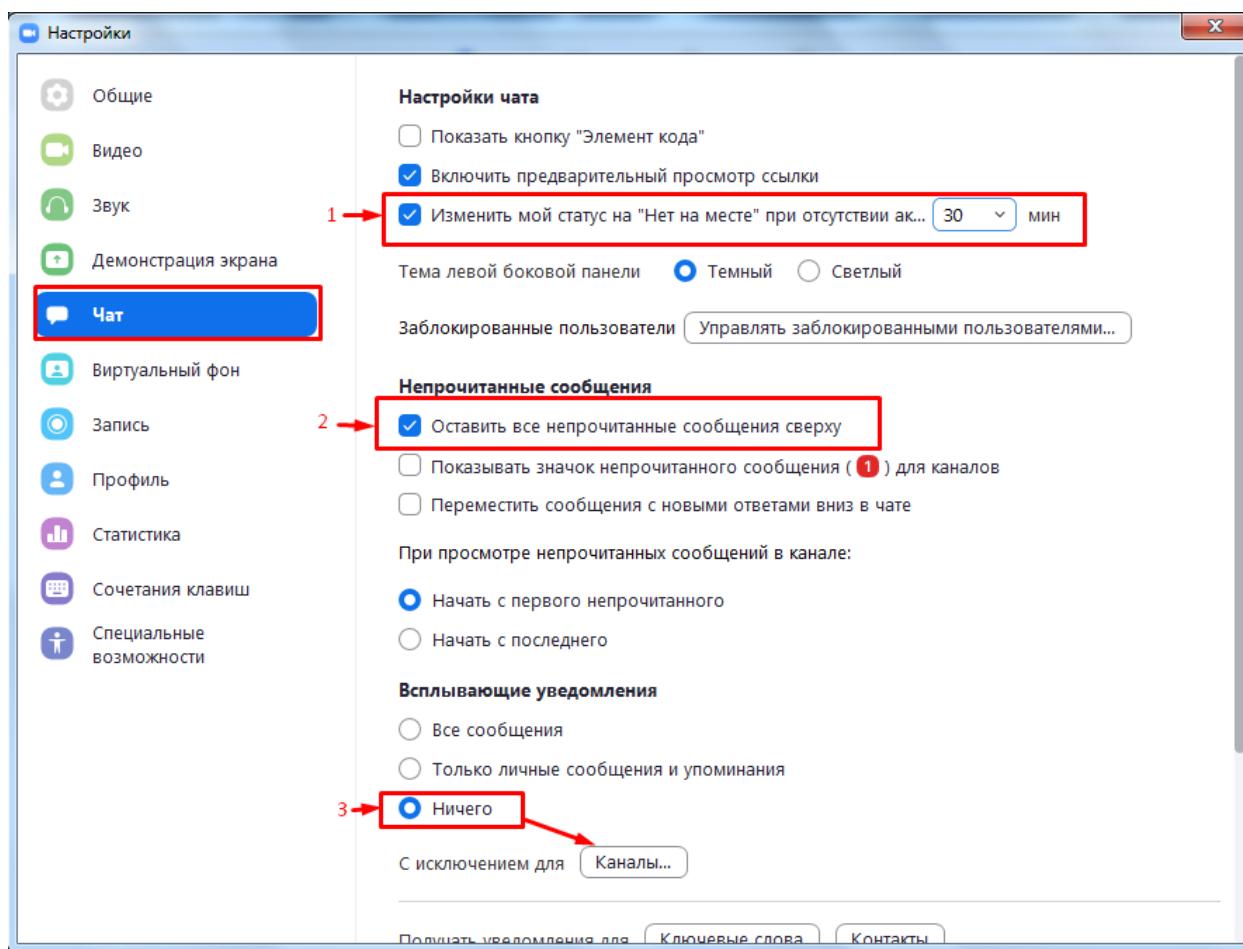 Настройки
Общие
Видео
Звук
Демонстрация экрана
Чат
Виртуальный фон
Запись
Профиль
Статистика
Сочетания клавиш
Специальные
возможности
Настройки чата
Показать кнопку "Элемент кода"
Включить предварительный просмотр ссылки
1 Изменить мой статус на "Нет на месте" при отсутствии ак... 30 мин
Тема левой боковой панели Темный Светлый
Заблокированные пользователи Управлять заблокированными пользователями...
Непрочитанные сообщения
2 Оставить все непрочитанные сообщения сверху
Показывать значок непрочитанного сообщения ( 1 ) для каналов
Переместить сообщения с новыми ответами вниз в чате
При просмотре непрочитанных сообщений в канале:
Начать с первого непрочитанного
Начать с последнего
Всплывающие уведомления
Все сообщения
Только личные сообщения и упоминания
3 Ничего
С исключением для Каналы...
Получать уведомления для Ключевые слова Контакты